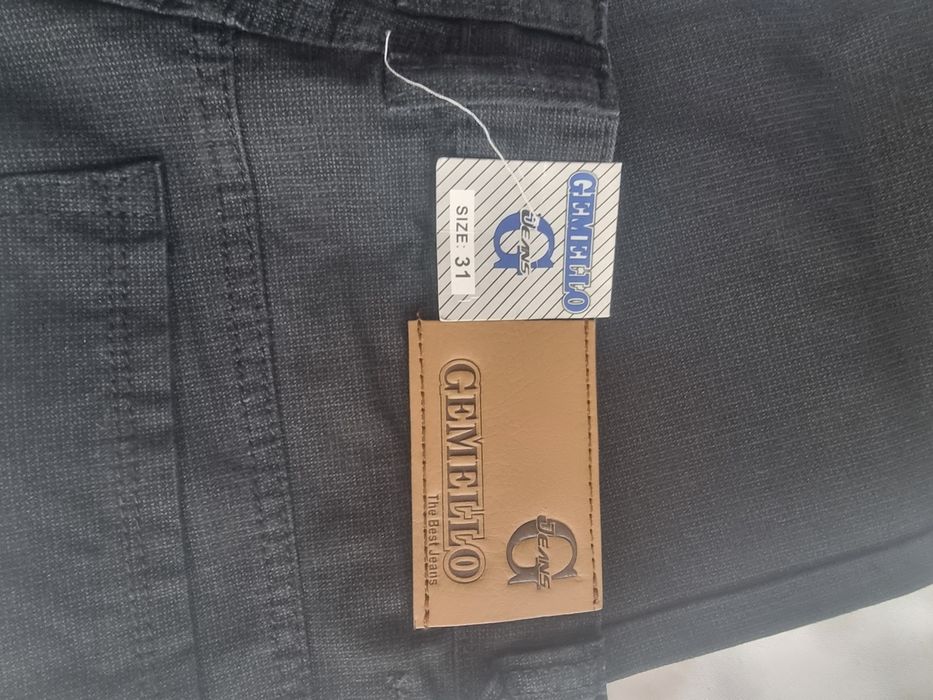 GEMELLO
JEANS
SIZE: 31
JEANS
GEMELLO
The Best Jeans